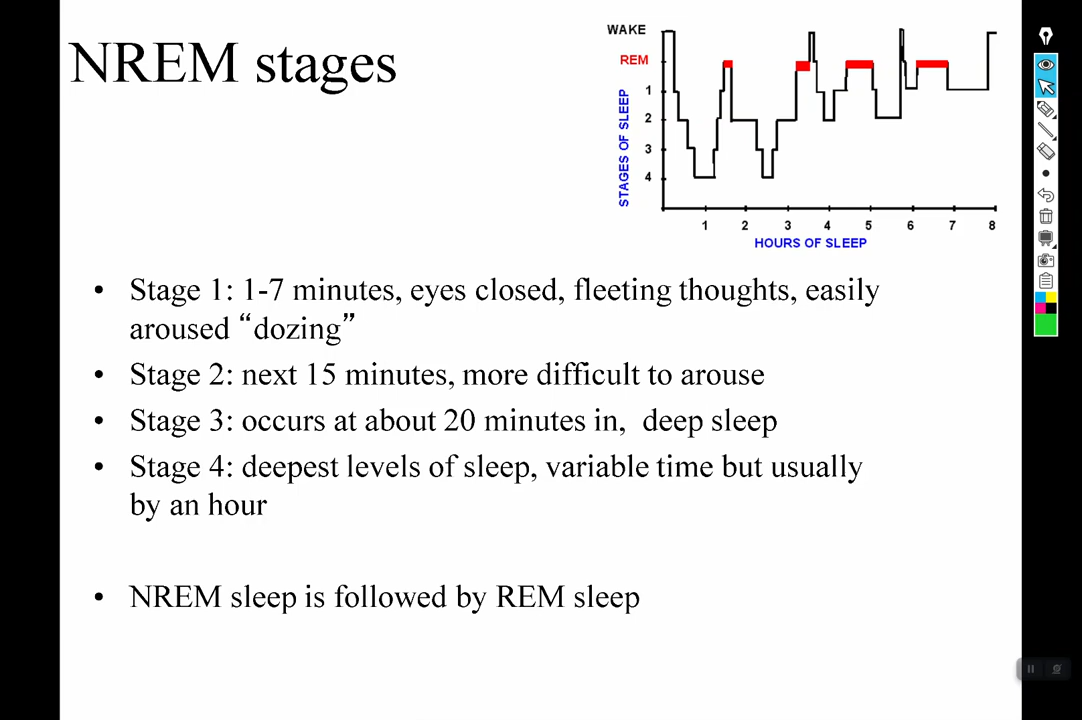 NREM stages
WAKE
REM
1
2
3
4
STAGES OF SLEEP
1 2 3 4 5 6 7 8
HOURS OF SLEEP
• Stage 1: 1-7 minutes, eyes closed, fleeting thoughts, easily
aroused “dozing”
• Stage 2: next 15 minutes, more difficult to arouse
• Stage 3: occurs at about 20 minutes in, deep sleep
• Stage 4: deepest levels of sleep, variable time but usually
by an hour
• NREM sleep is followed by REM sleep